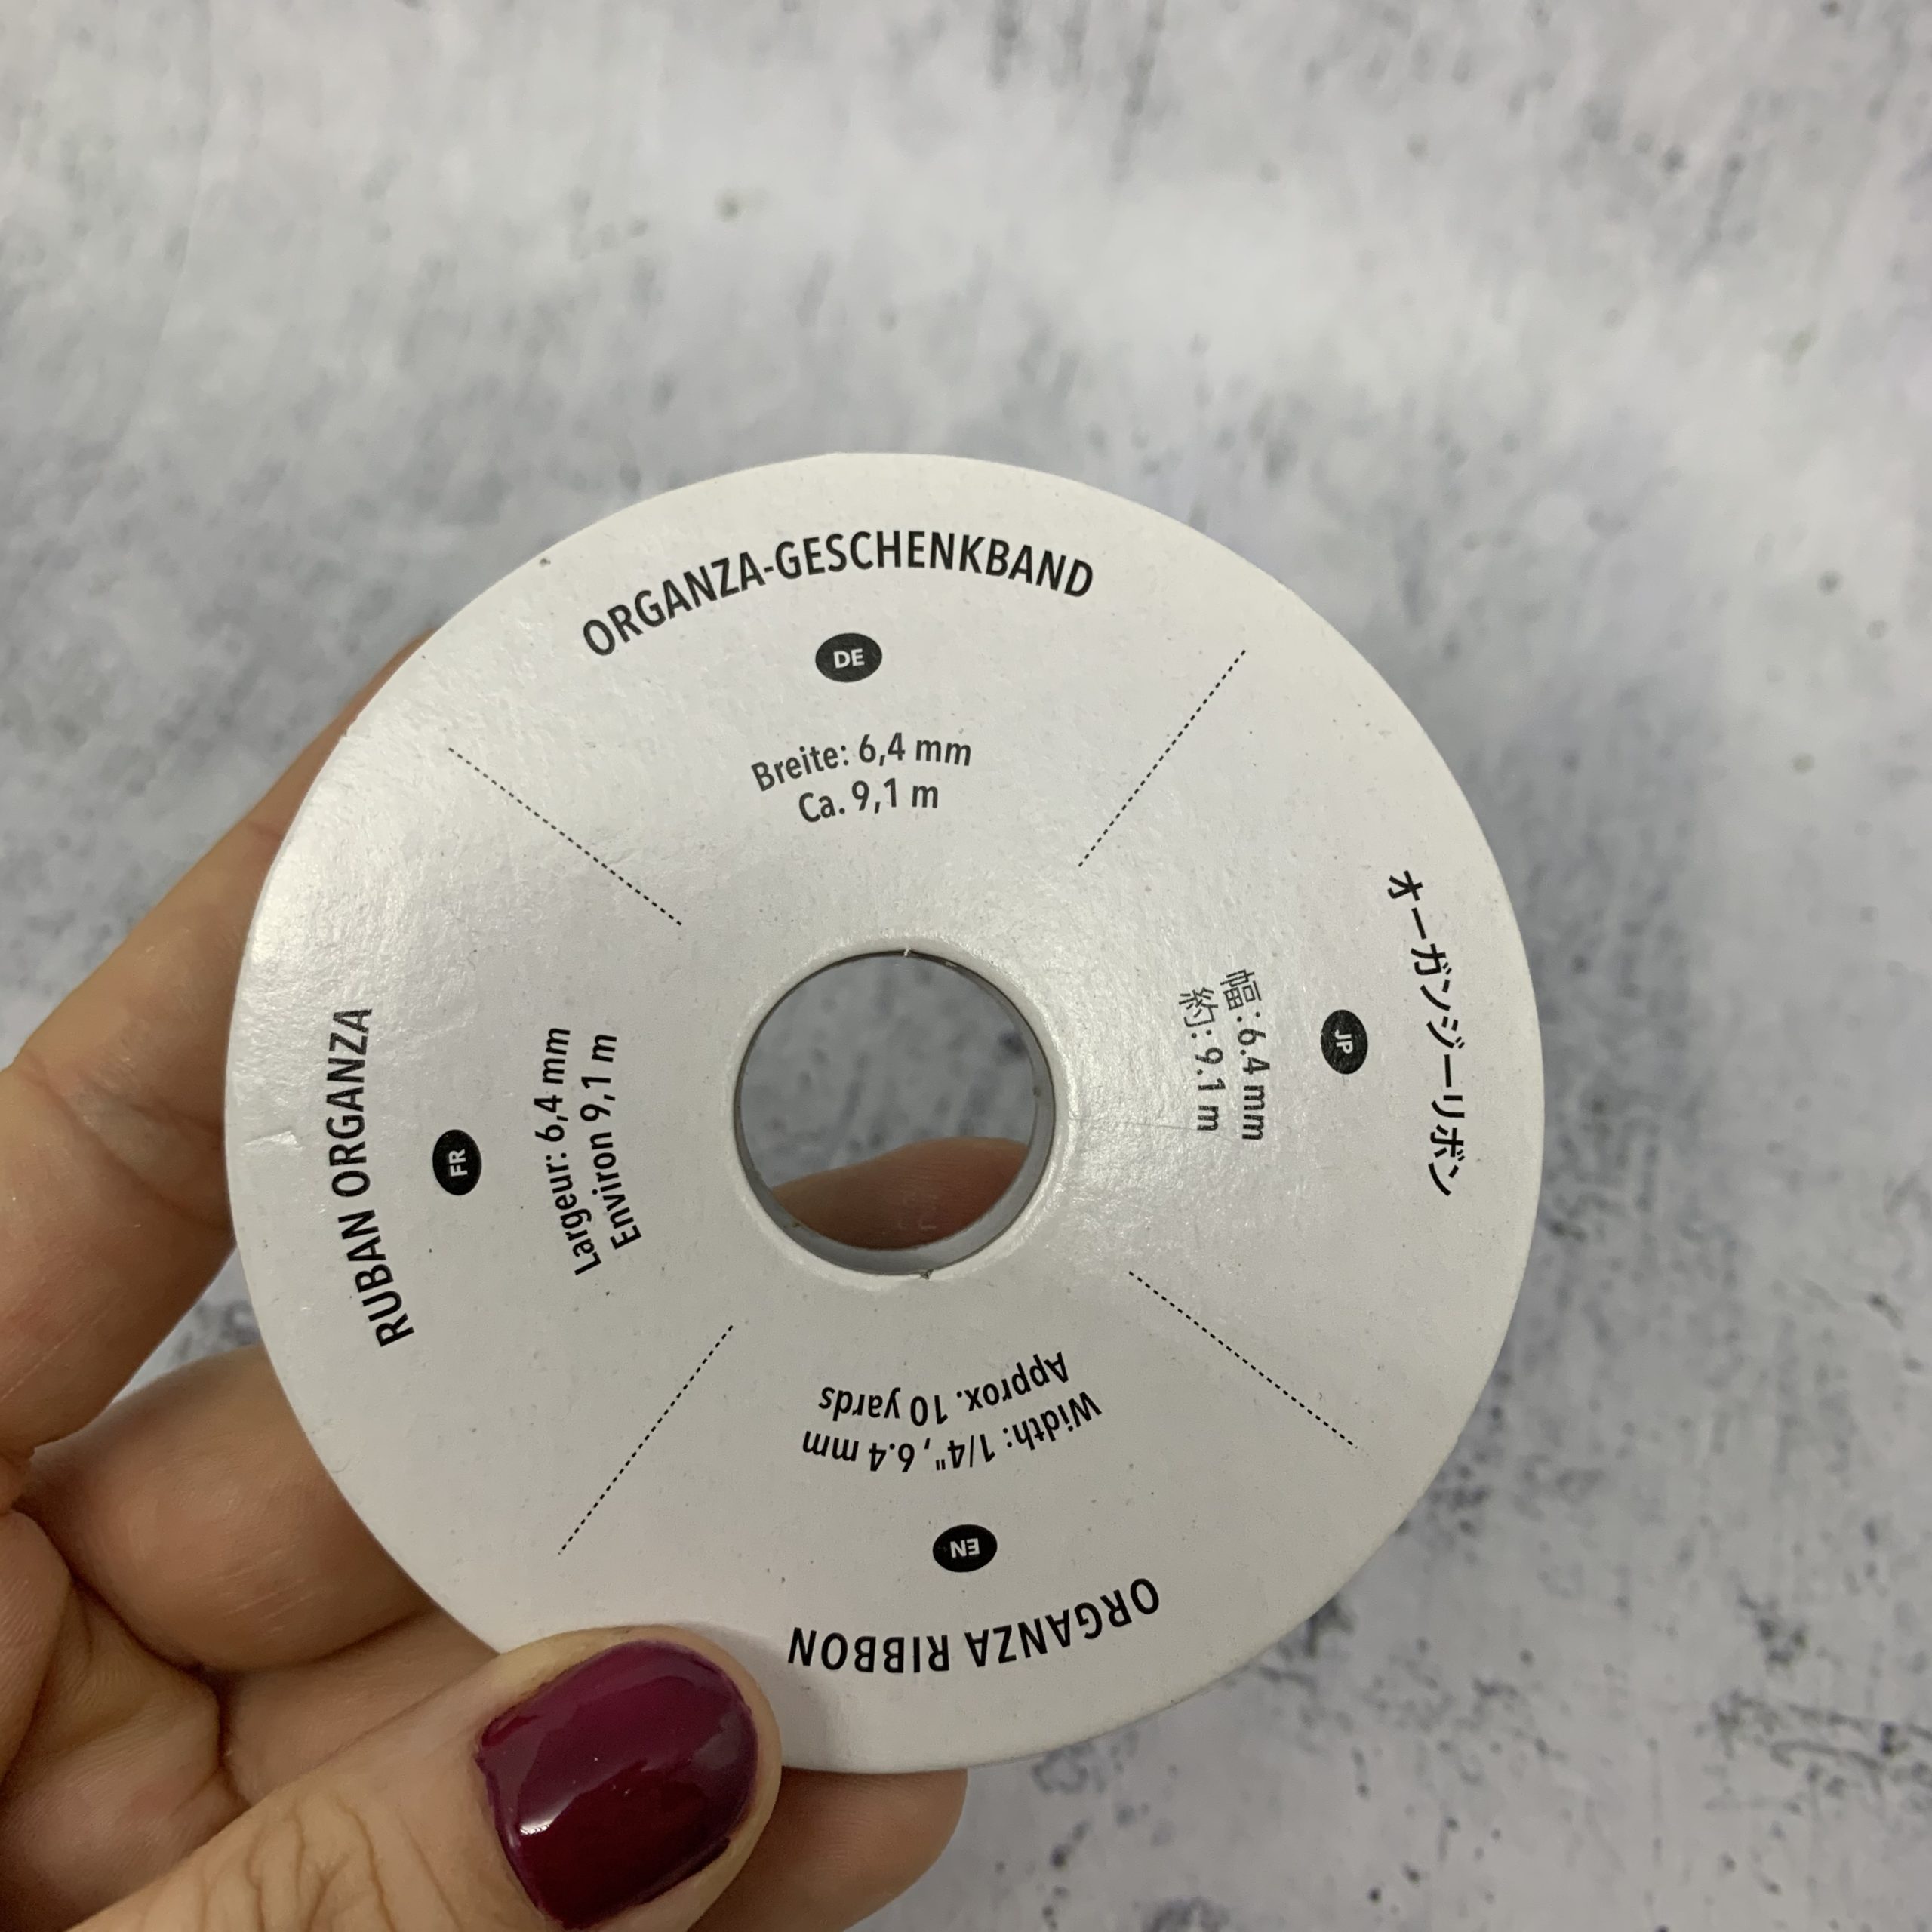 ORGANZA-GESCHENKBAND
DE
Breite: 6,4 mm
Ca. 9,1 m
オーガンジーリボン
JP
幅: 6.4 mm
約: 9.1 m
ORGANZA RIBBON
EN
Width: 1/4", 6.4 mm
Approx. 10 yards
RUBAN ORGANZA
FR
Largeur: 6,4 mm
Environ 9,1 m